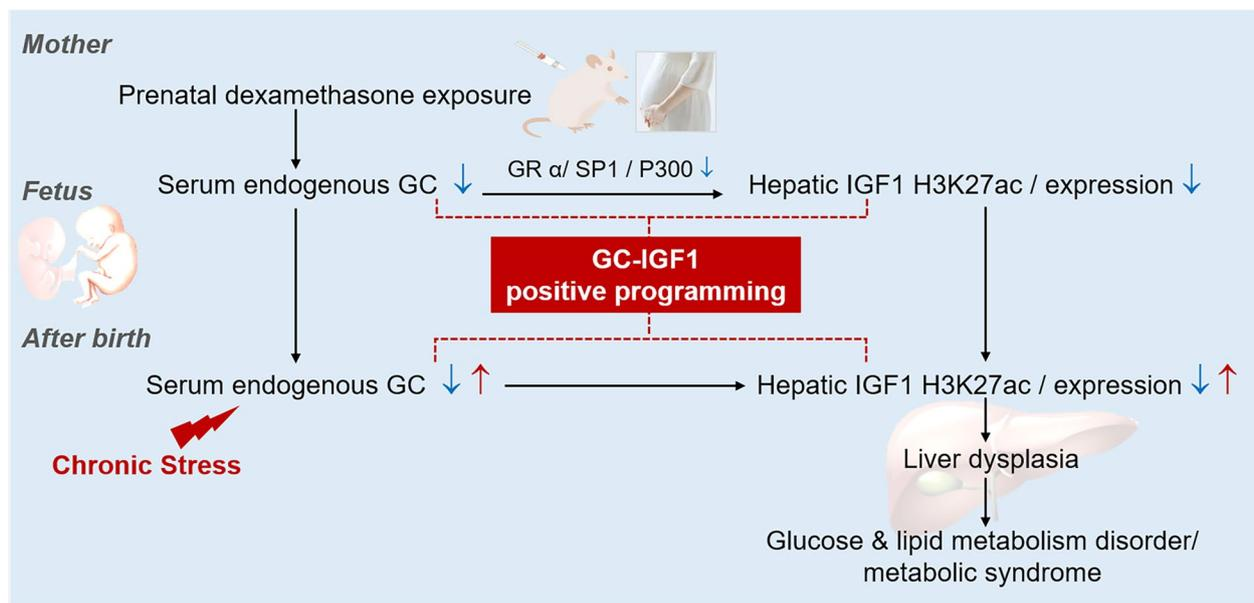 Mother
Prenatal dexamethasone exposure
Fetus
Serum endogenous GC ↓
GR α/ SP1 / P300 ↓
Hepatic IGF1 H3K27ac / expression ↓
GC-IGF1
positive programming
After birth
Serum endogenous GC ↓ ↑
Hepatic IGF1 H3K27ac / expression ↓ ↑
Chronic Stress
Liver dysplasia
Glucose & lipid metabolism disorder/
metabolic syndrome